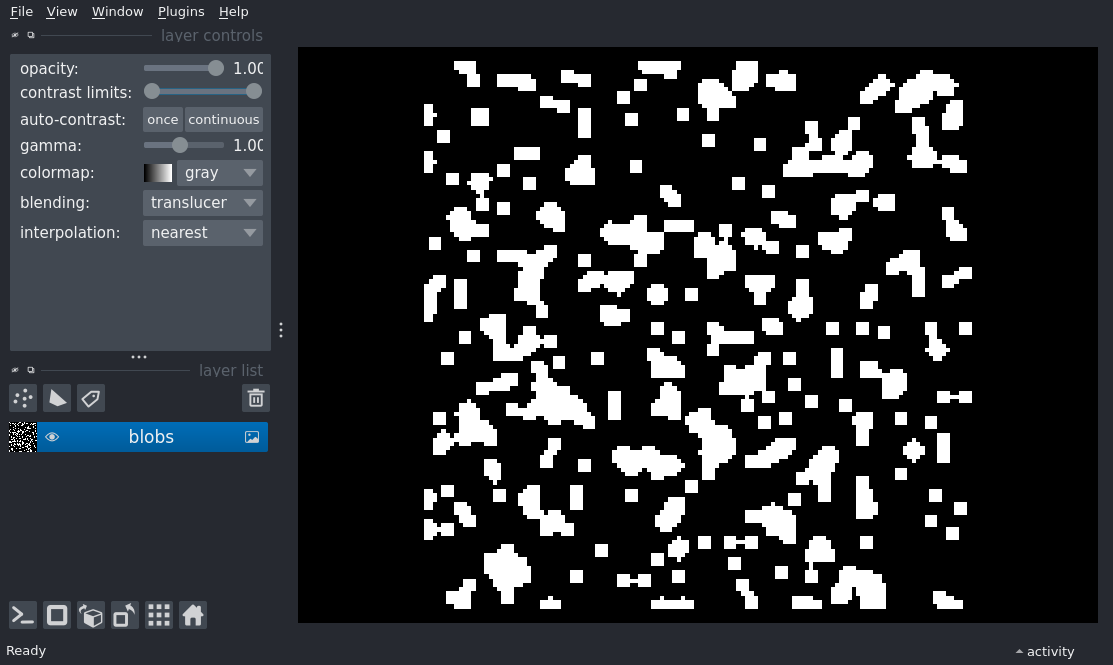 File View Window Plugins Help
layer controls
opacity: 1.00
contrast limits:
auto-contrast: once continuous
gamma: 1.00
colormap: gray
blending: translucer
interpolation: nearest
layer list
blobs
Ready
activity